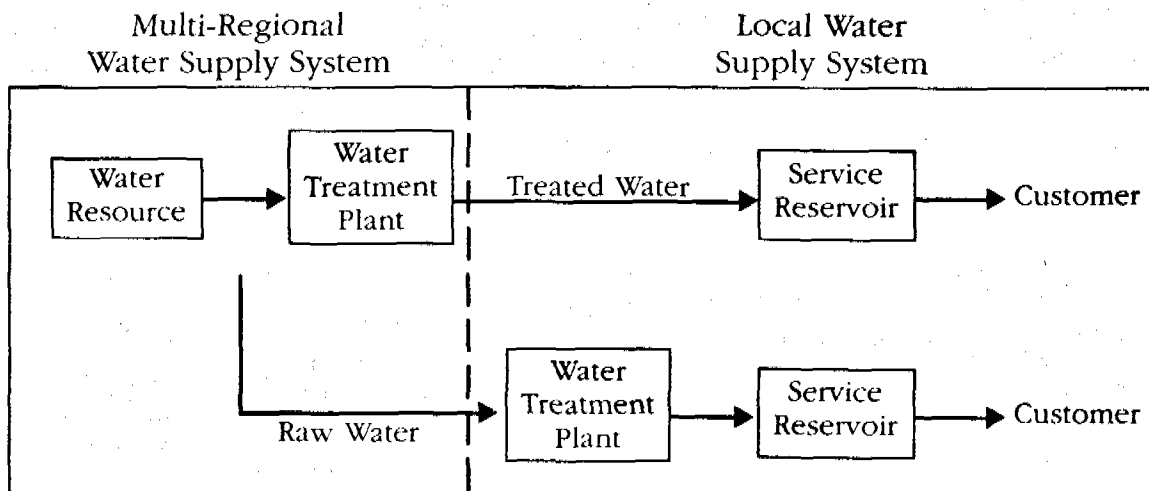 Multi-Regional
Water Supply System
Local Water
Supply System
Water
Resource
Water
Treatment
Plant
Treated Water
Service
Reservoir
Customer
Raw Water
Water
Treatment
Plant
Service
Reservoir
Customer